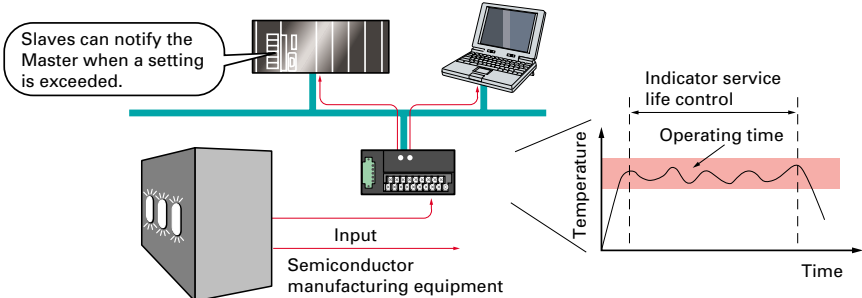 Slaves can notify the
Master when a setting
is exceeded.
Indicator service
life control
Operating time
Temperature
Time
Input
Semiconductor
manufacturing equipment